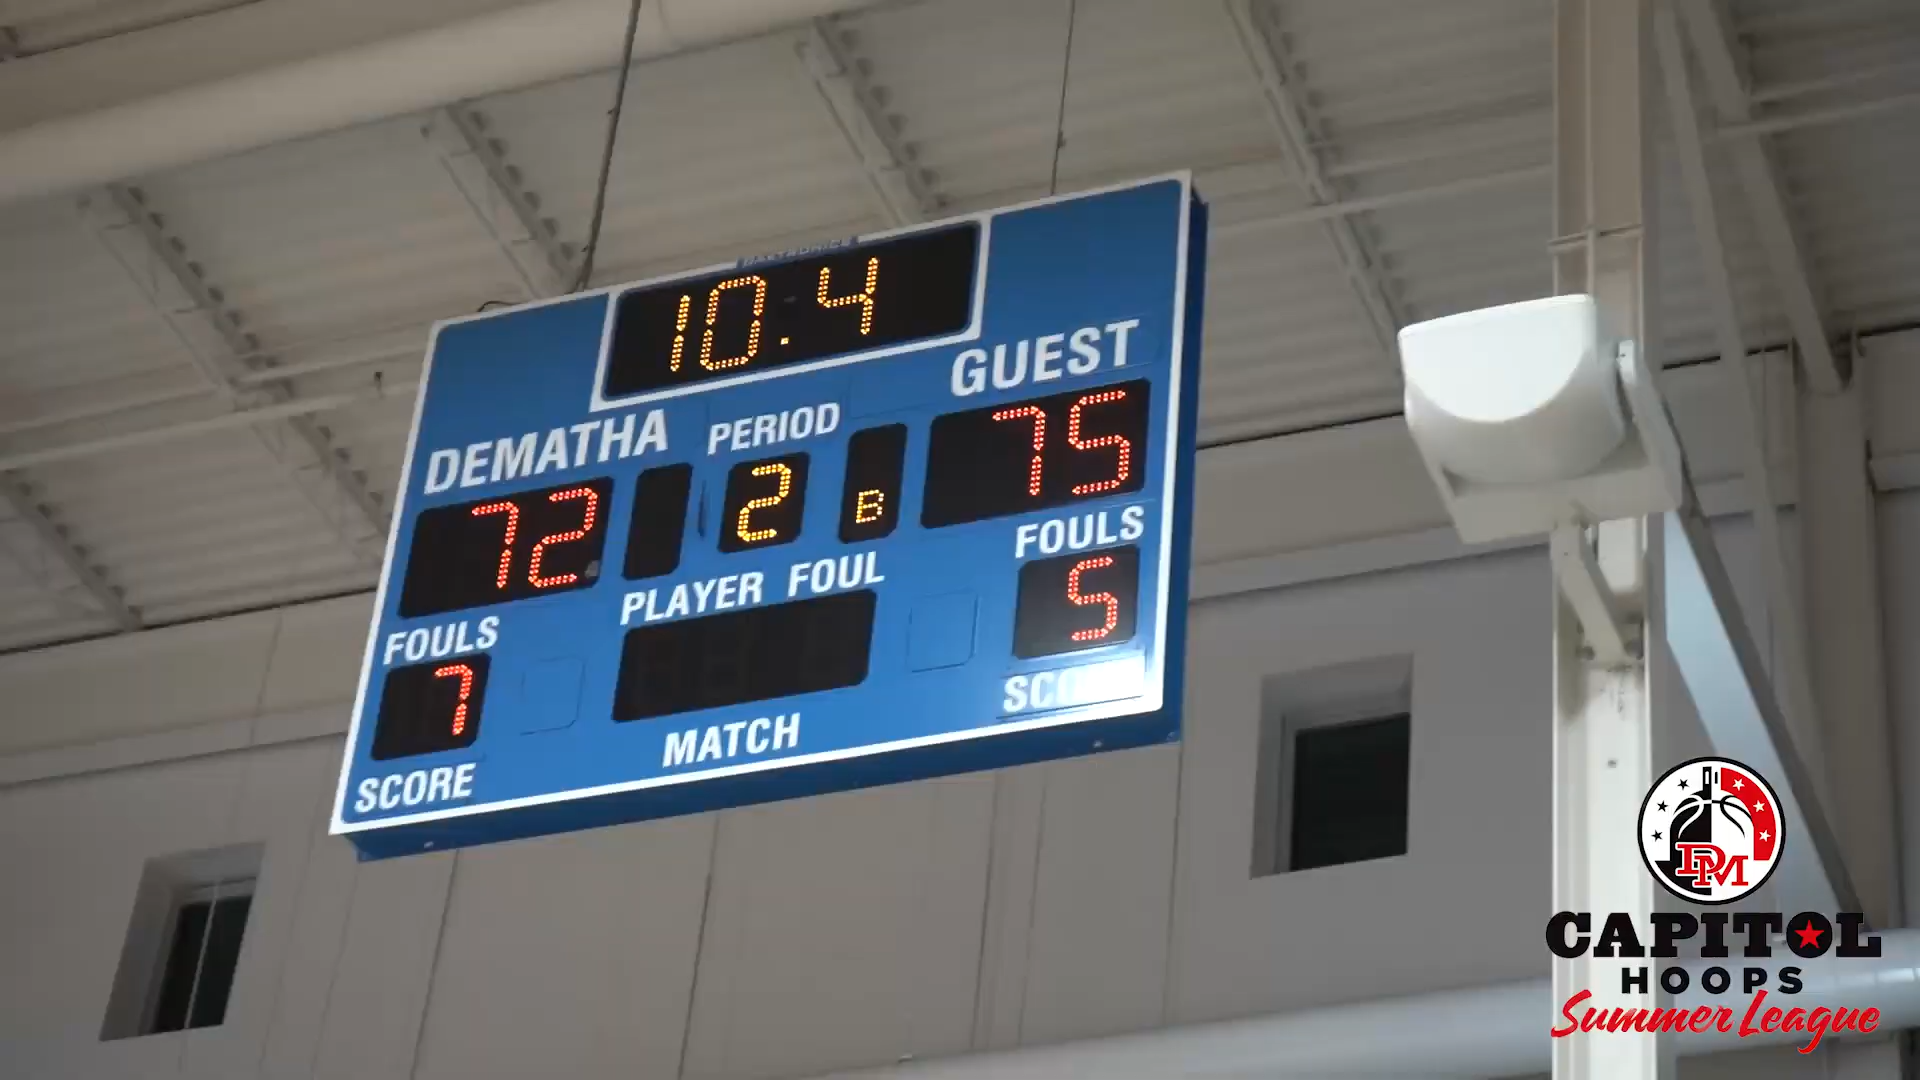 10.4
GUEST
DEMATHA
PERIOD
75
72
2
B
FOULS
PLAYER FOUL
5
FOULS
7
MATCH
SCORE
DM
CAPITOL
HOOPS
Summer League